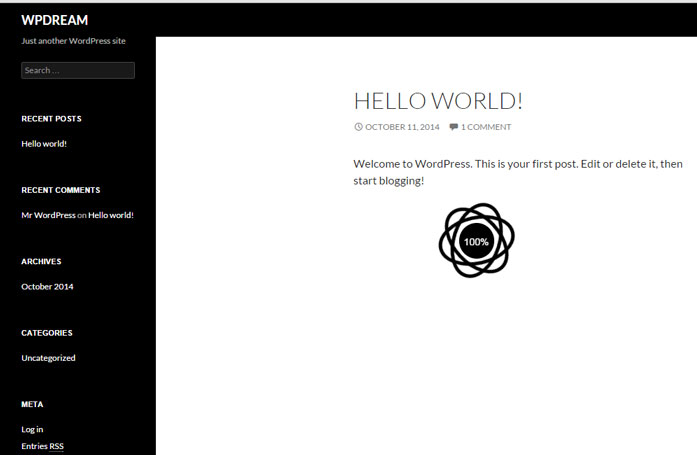 WPDREAM
Just another WordPress site
Search ...
RECENT POSTS
Hello world!
RECENT COMMENTS
Mr WordPress on Hello world!
ARCHIVES
October 2014
CATEGORIES
Uncategorized
META
Log in
Entries RSS
HELLO WORLD!
OCTOBER 11, 2014 1 COMMENT
Welcome to WordPress. This is your first post. Edit or delete it, then
start blogging!
100%